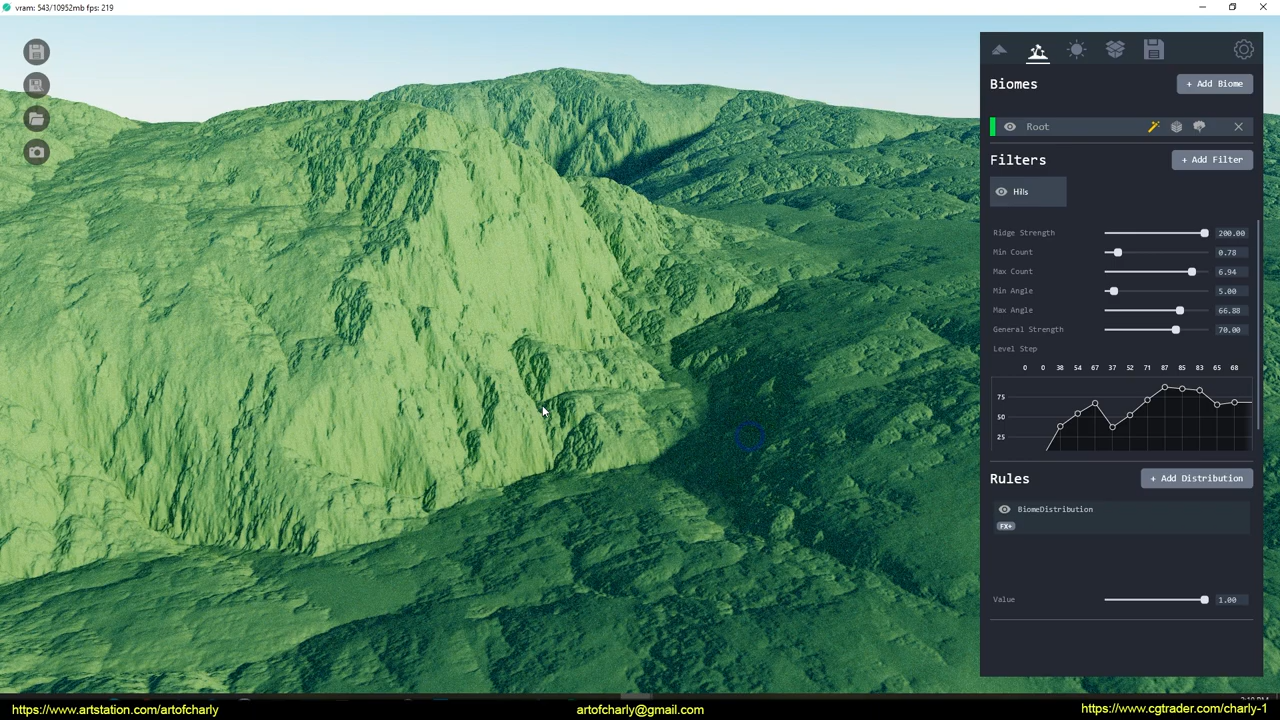 vram: 543/10952mb fps: 219
Biomes
+ Add Biome
Root
Filters
+ Add Filter
Hils
Ridge Strength 200.00
Min Count 0.78
Max Count 6.94
Min Angle 5.00
Max Angle 66.88
General Strength 70.00
Level Step
0 0 38 54 67 37 52 71 87 85 83 65 68
75
50
25
Rules
+ Add Distribution
BiomeDistribution
FX+
Value 1.00
https://www.artstation.com/artofcharly
artofcharly@gmail.com
https://www.cgtrader.com/charly-1